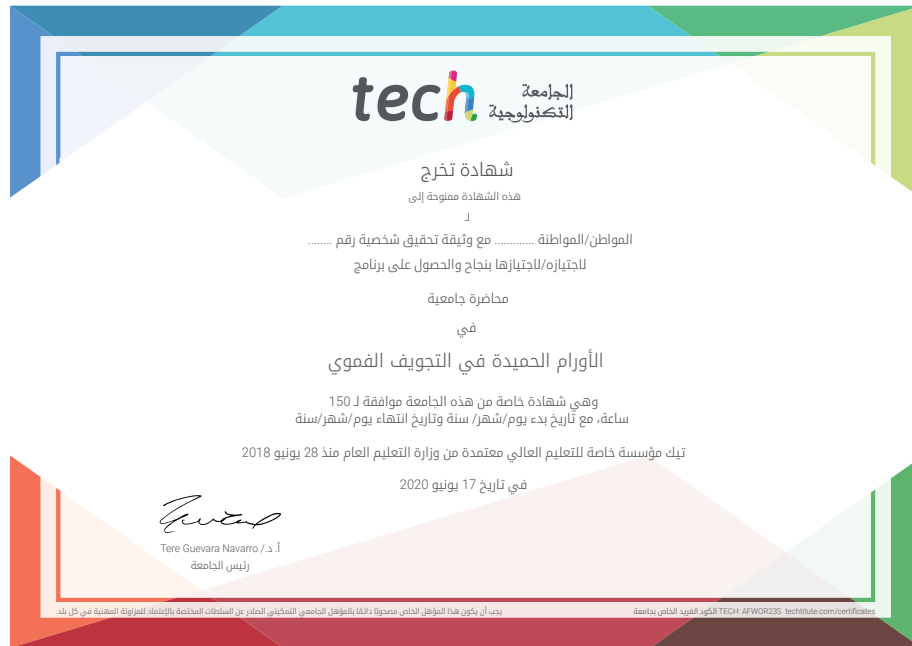 tech الجامعة
التكنولوجية
شهادة تخرج
هذه الشهادة ممنوحة إلى
لـ
المواطن/المواطنة ............ مع وثيقة تحقيق شخصية رقم ........
لاجتيازه/لاجتيازها بنجاح والحصول على برنامج
محاضرة جامعية
في
الأورام الحميدة في التجويف الفموي
وهي شهادة خاصة من هذه الجامعة موافقة لـ 150
ساعة، مع تاريخ بدء يوم/شهر/ سنة وتاريخ انتهاء يوم/شهر/سنة
تيك مؤسسة خاصة للتعليم العالي معتمدة من وزارة التعليم العام منذ 28 يونيو 2018
في تاريخ 17 يونيو 2020
أ. د./ Tere Guevara Navarro
رئيس الجامعة
الكود الفريد الخاص بجامعة TECH: AFWOR23S techtitute.com/certificates
يجب أن يكون هذا المؤهل الخاص مصحوبًا دائمًا بالمؤهل الجامعي التمكيني الصادر عن السلطات المختصة بالإعتماد للمزاولة المهنية في كل بلد.